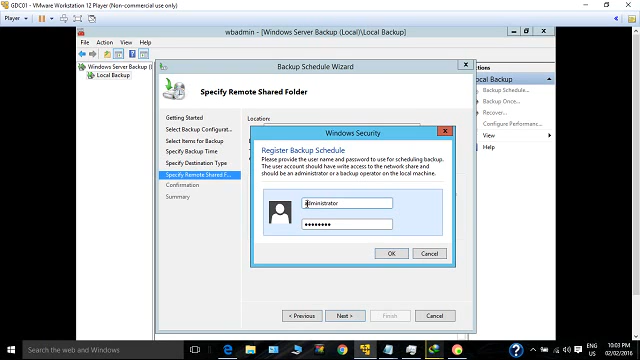 GDC01 - VMware Workstation 12 Player (Non-commercial use only)
Player
wbadmin - [Windows Server Backup (Local)\Local Backup]
File Action View Help
Windows Server Backup (L
Local Backup
Backup Schedule Wizard
Specify Remote Shared Folder
Getting Started
Select Backup Configurat...
Select Items for Backup
Specify Backup Time
Specify Destination Type
Specify Remote Shared F...
Confirmation
Summary
Location:
Windows Security
Register Backup Schedule
Please provide the user name and password to use for scheduling backup.
The user account should have write access to the network share and
should be an administrator or a backup operator on the local machine.
administrator
●●●●●●●●
OK Cancel
< Previous Next > Finish Cancel
ctions
ocal Backup
Backup Schedule...
Backup Once...
Recover...
Configure Performanc...
View
Help
Search the web and Windows
ENG
US
10:03 PM
02/02/2016